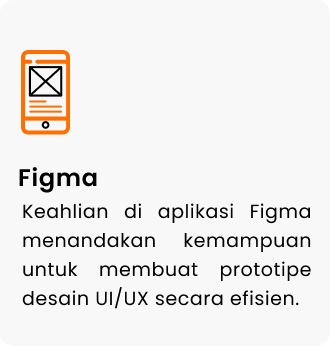 Figma
Keahlian di aplikasi Figma
menandakan kemampuan
untuk membuat prototipe
desain UI/UX secara efisien.